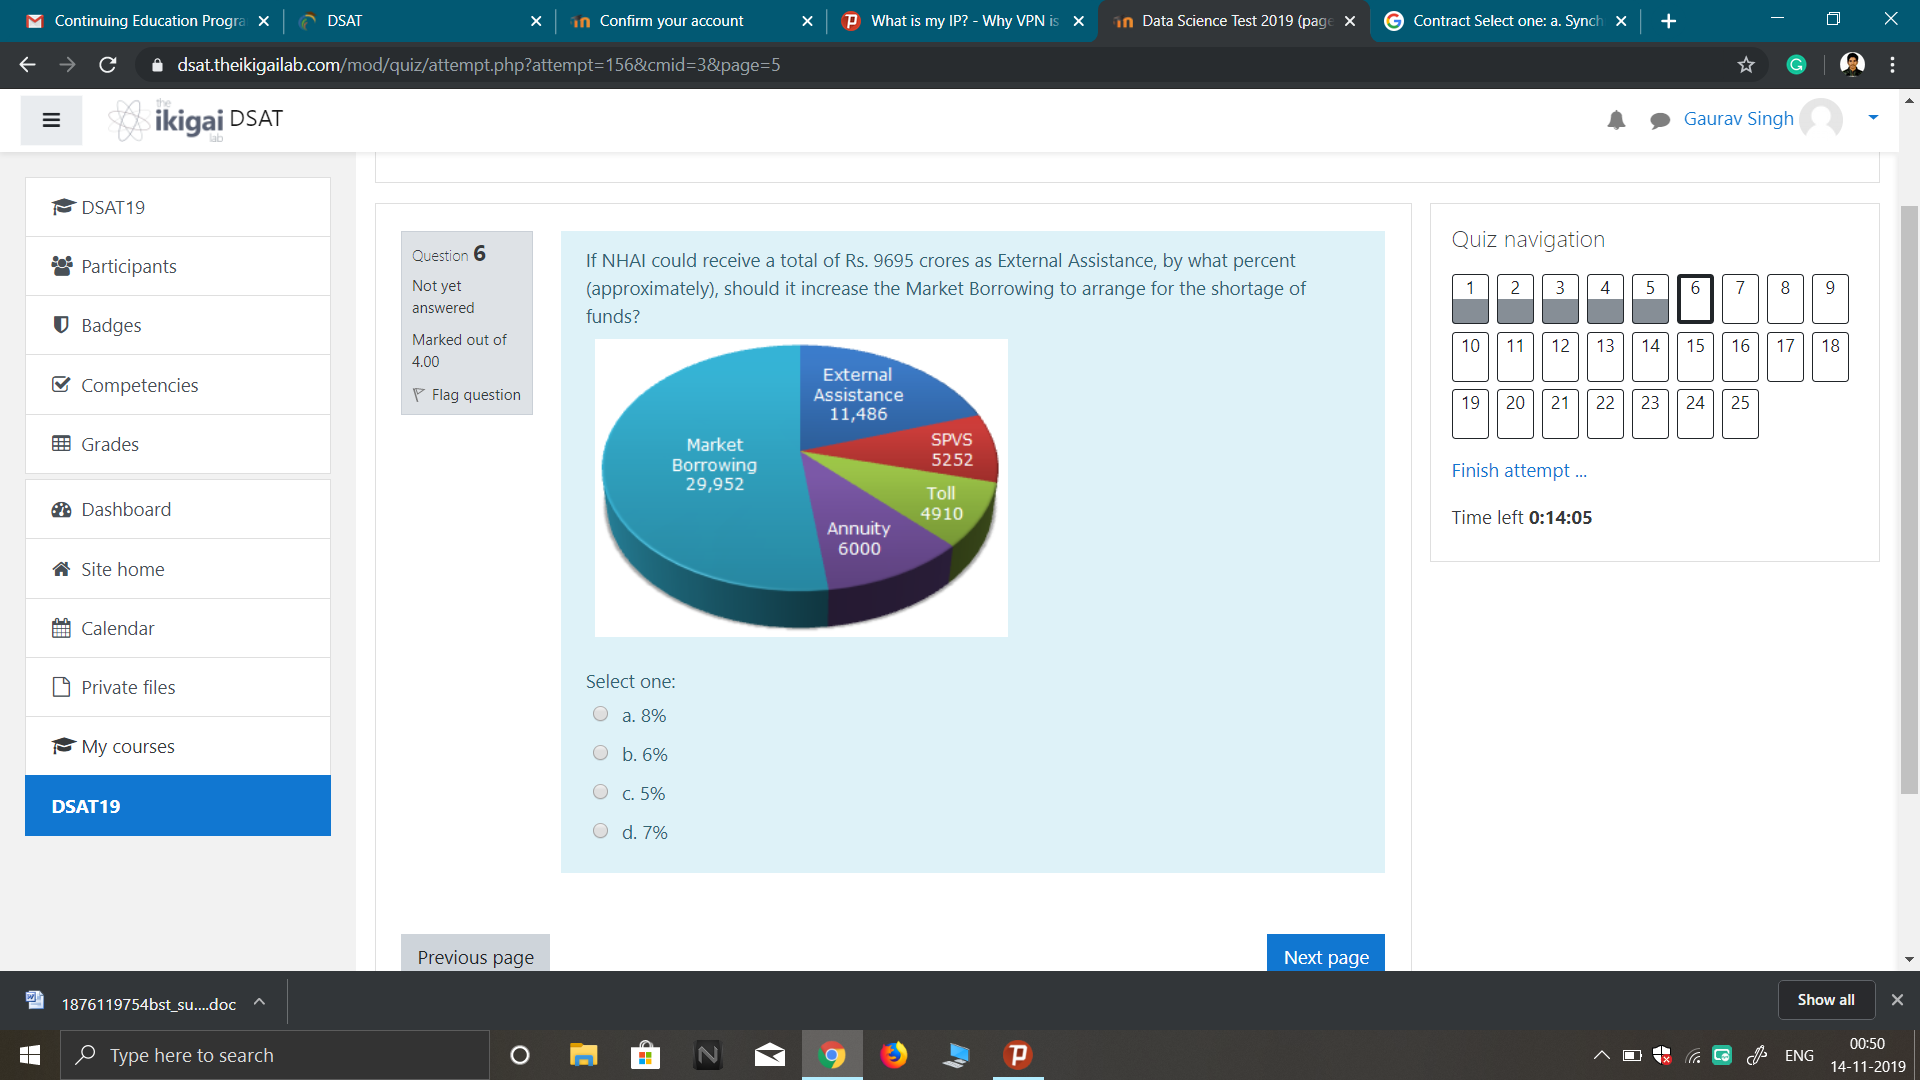 Continuing Education Progra
DSAT
Confirm your account
What is my IP? - Why VPN is
Data Science Test 2019 (page
Contract Select one: a. Synch
dsat.theikigailab.com/mod/quiz/attempt.php?attempt=156&cmid=3&page=5
the
ikigai DSAT
lab
Gaurav Singh
DSAT19
Participants
Badges
Competencies
Grades
Dashboard
Site home
Calendar
Private files
My courses
DSAT19
Question 6
Not yet
answered
Marked out of
4.00
Flag question
If NHAI could receive a total of Rs. 9695 crores as External Assistance, by what percent
(approximately), should it increase the Market Borrowing to arrange for the shortage of
funds?
External
Assistance
11,486
SPVS
5252
Toll
4910
Annuity
6000
Market
Borrowing
29,952
Select one:
a. 8%
b. 6%
c. 5%
d. 7%
Previous page
Next page
Quiz navigation
1 2 3 4 5 6 7 8 9
10 11 12 13 14 15 16 17 18
19 20 21 22 23 24 25
Finish attempt ...
Time left 0:14:05
1876119754bst_su....doc
Show all
Type here to search
ENG
00:50
14-11-2019